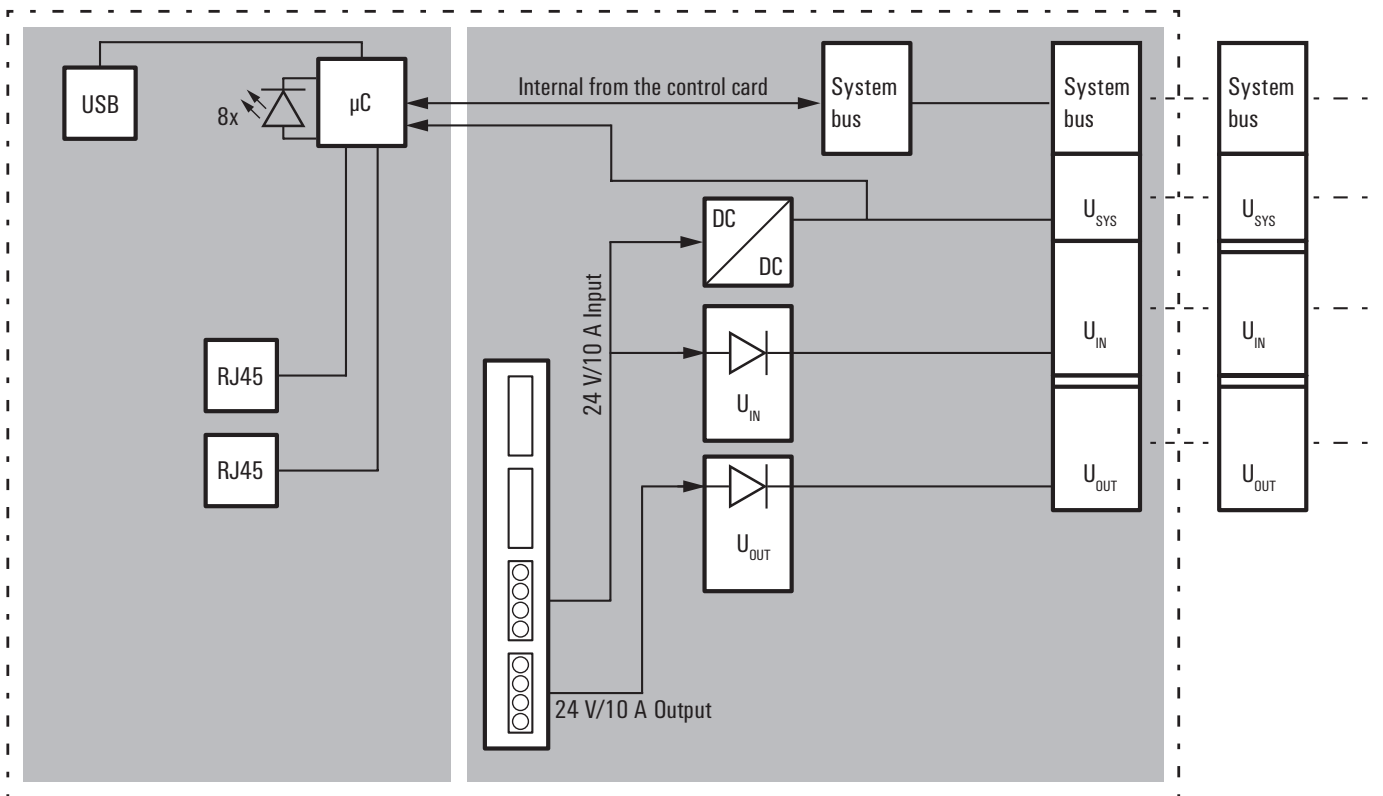 USB
8x
µC
Internal from the control card
System
bus
System
bus
System
bus
DC
DC
U_SYS
U_SYS
24 V/10 A Input
RJ45
U_IN
U_IN
U_IN
RJ45
U_OUT
U_OUT
U_OUT
24 V/10 A Output